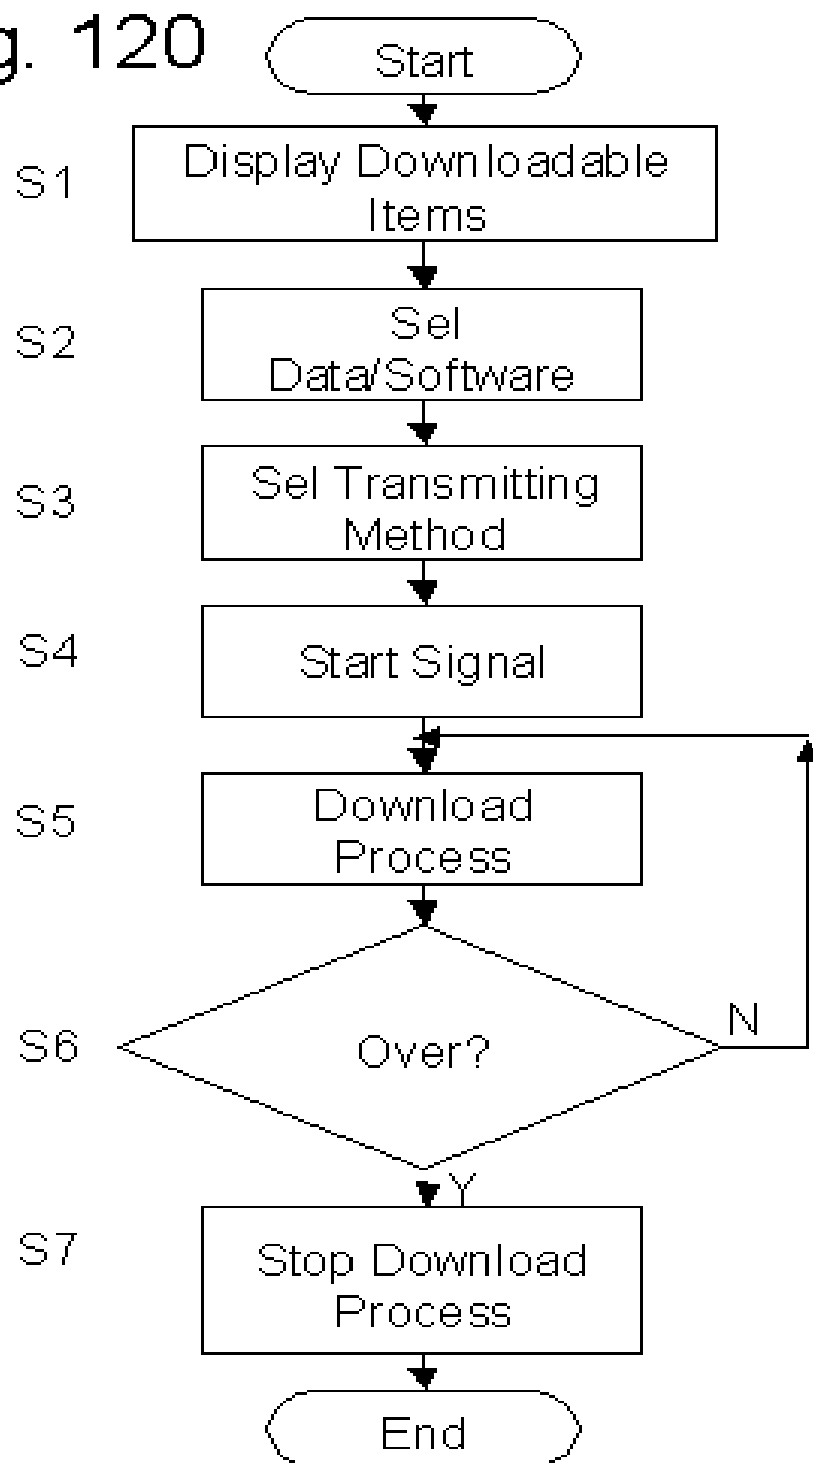 g. 120
Start
S1
Display Downloadable
Items
S2
Sel
Data/Software
S3
Sel Transmitting
Method
S4
Start Signal
S5
Download
Process
S6
Over?
N
Y
S7
Stop Download
Process
End